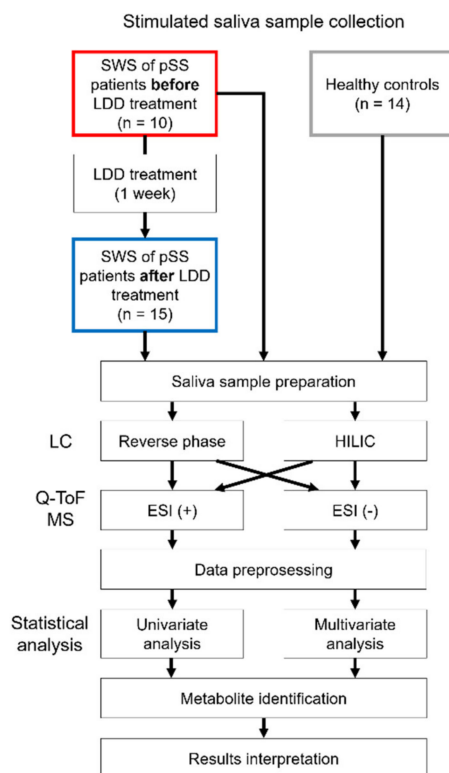 Stimulated saliva sample collection
SWS of pSS
patients before
LDD treatment
(n = 10)
Healthy controls
(n = 14)
LDD treatment
(1 week)
SWS of pSS
patients after LDD
treatment
(n = 15)
Saliva sample preparation
LC
Reverse phase
HILIC
Q-ToF
MS
ESI (+)
ESI (-)
Data preprosessing
Statistical
analysis
Univariate
analysis
Multivariate
analysis
Metabolite identification
Results interpretation